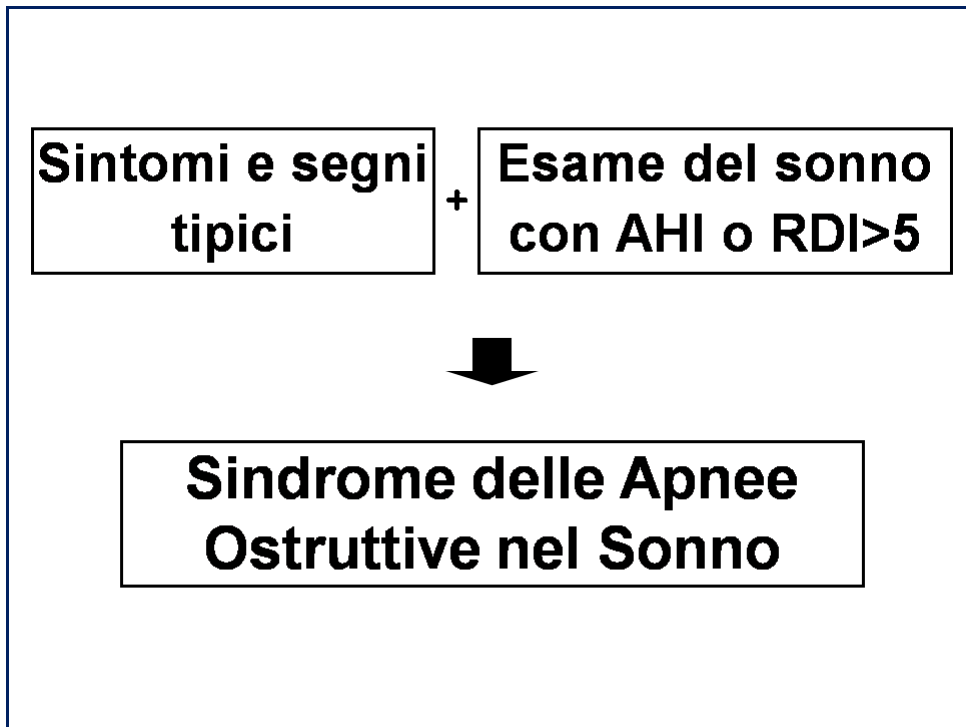 Sintomi e segni
tipici
+
Esame del sonno
con AHI o RDI>5
Sindrome delle Apnee
Ostruttive nel Sonno